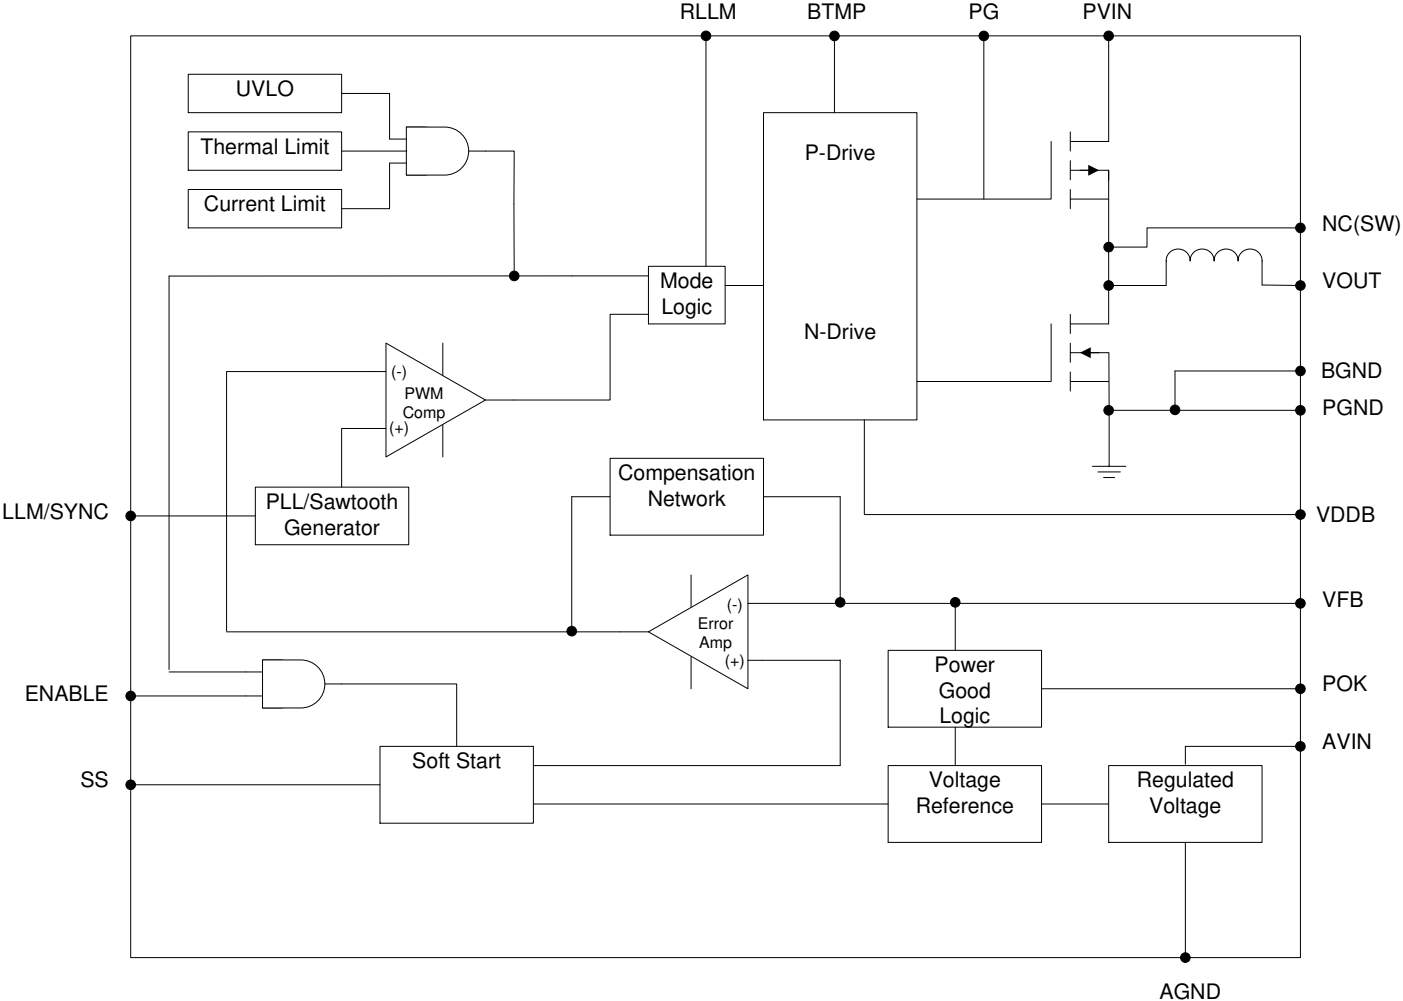 RLLM
BTMP
PG
PVIN
UVLO
Thermal Limit
Current Limit
P-Drive
N-Drive
Mode
Logic
NC(SW)
VOUT
BGND
PGND
(-)
PWM
Comp
(+)
Compensation
Network
PLL/Sawtooth
Generator
LLM/SYNC
VDDB
VFB
(-)
Error
Amp
(+)
Power
Good
Logic
POK
ENABLE
AVIN
Soft Start
SS
Voltage
Reference
Regulated
Voltage
AGND